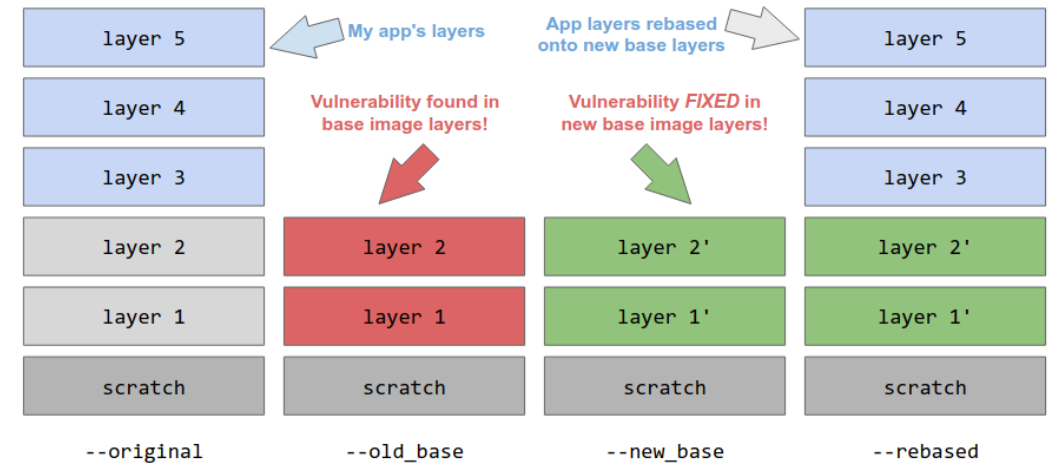 layer 5
My app's layers
App layers rebased
onto new base layers
layer 5
layer 4
Vulnerability found in
base image layers!
Vulnerability FIXED in
new base image layers!
layer 4
layer 3
layer 3
layer 2
layer 2
layer 2'
layer 2'
layer 1
layer 1
layer 1'
layer 1'
scratch
scratch
scratch
scratch
--original
--old_base
--new_base
--rebased